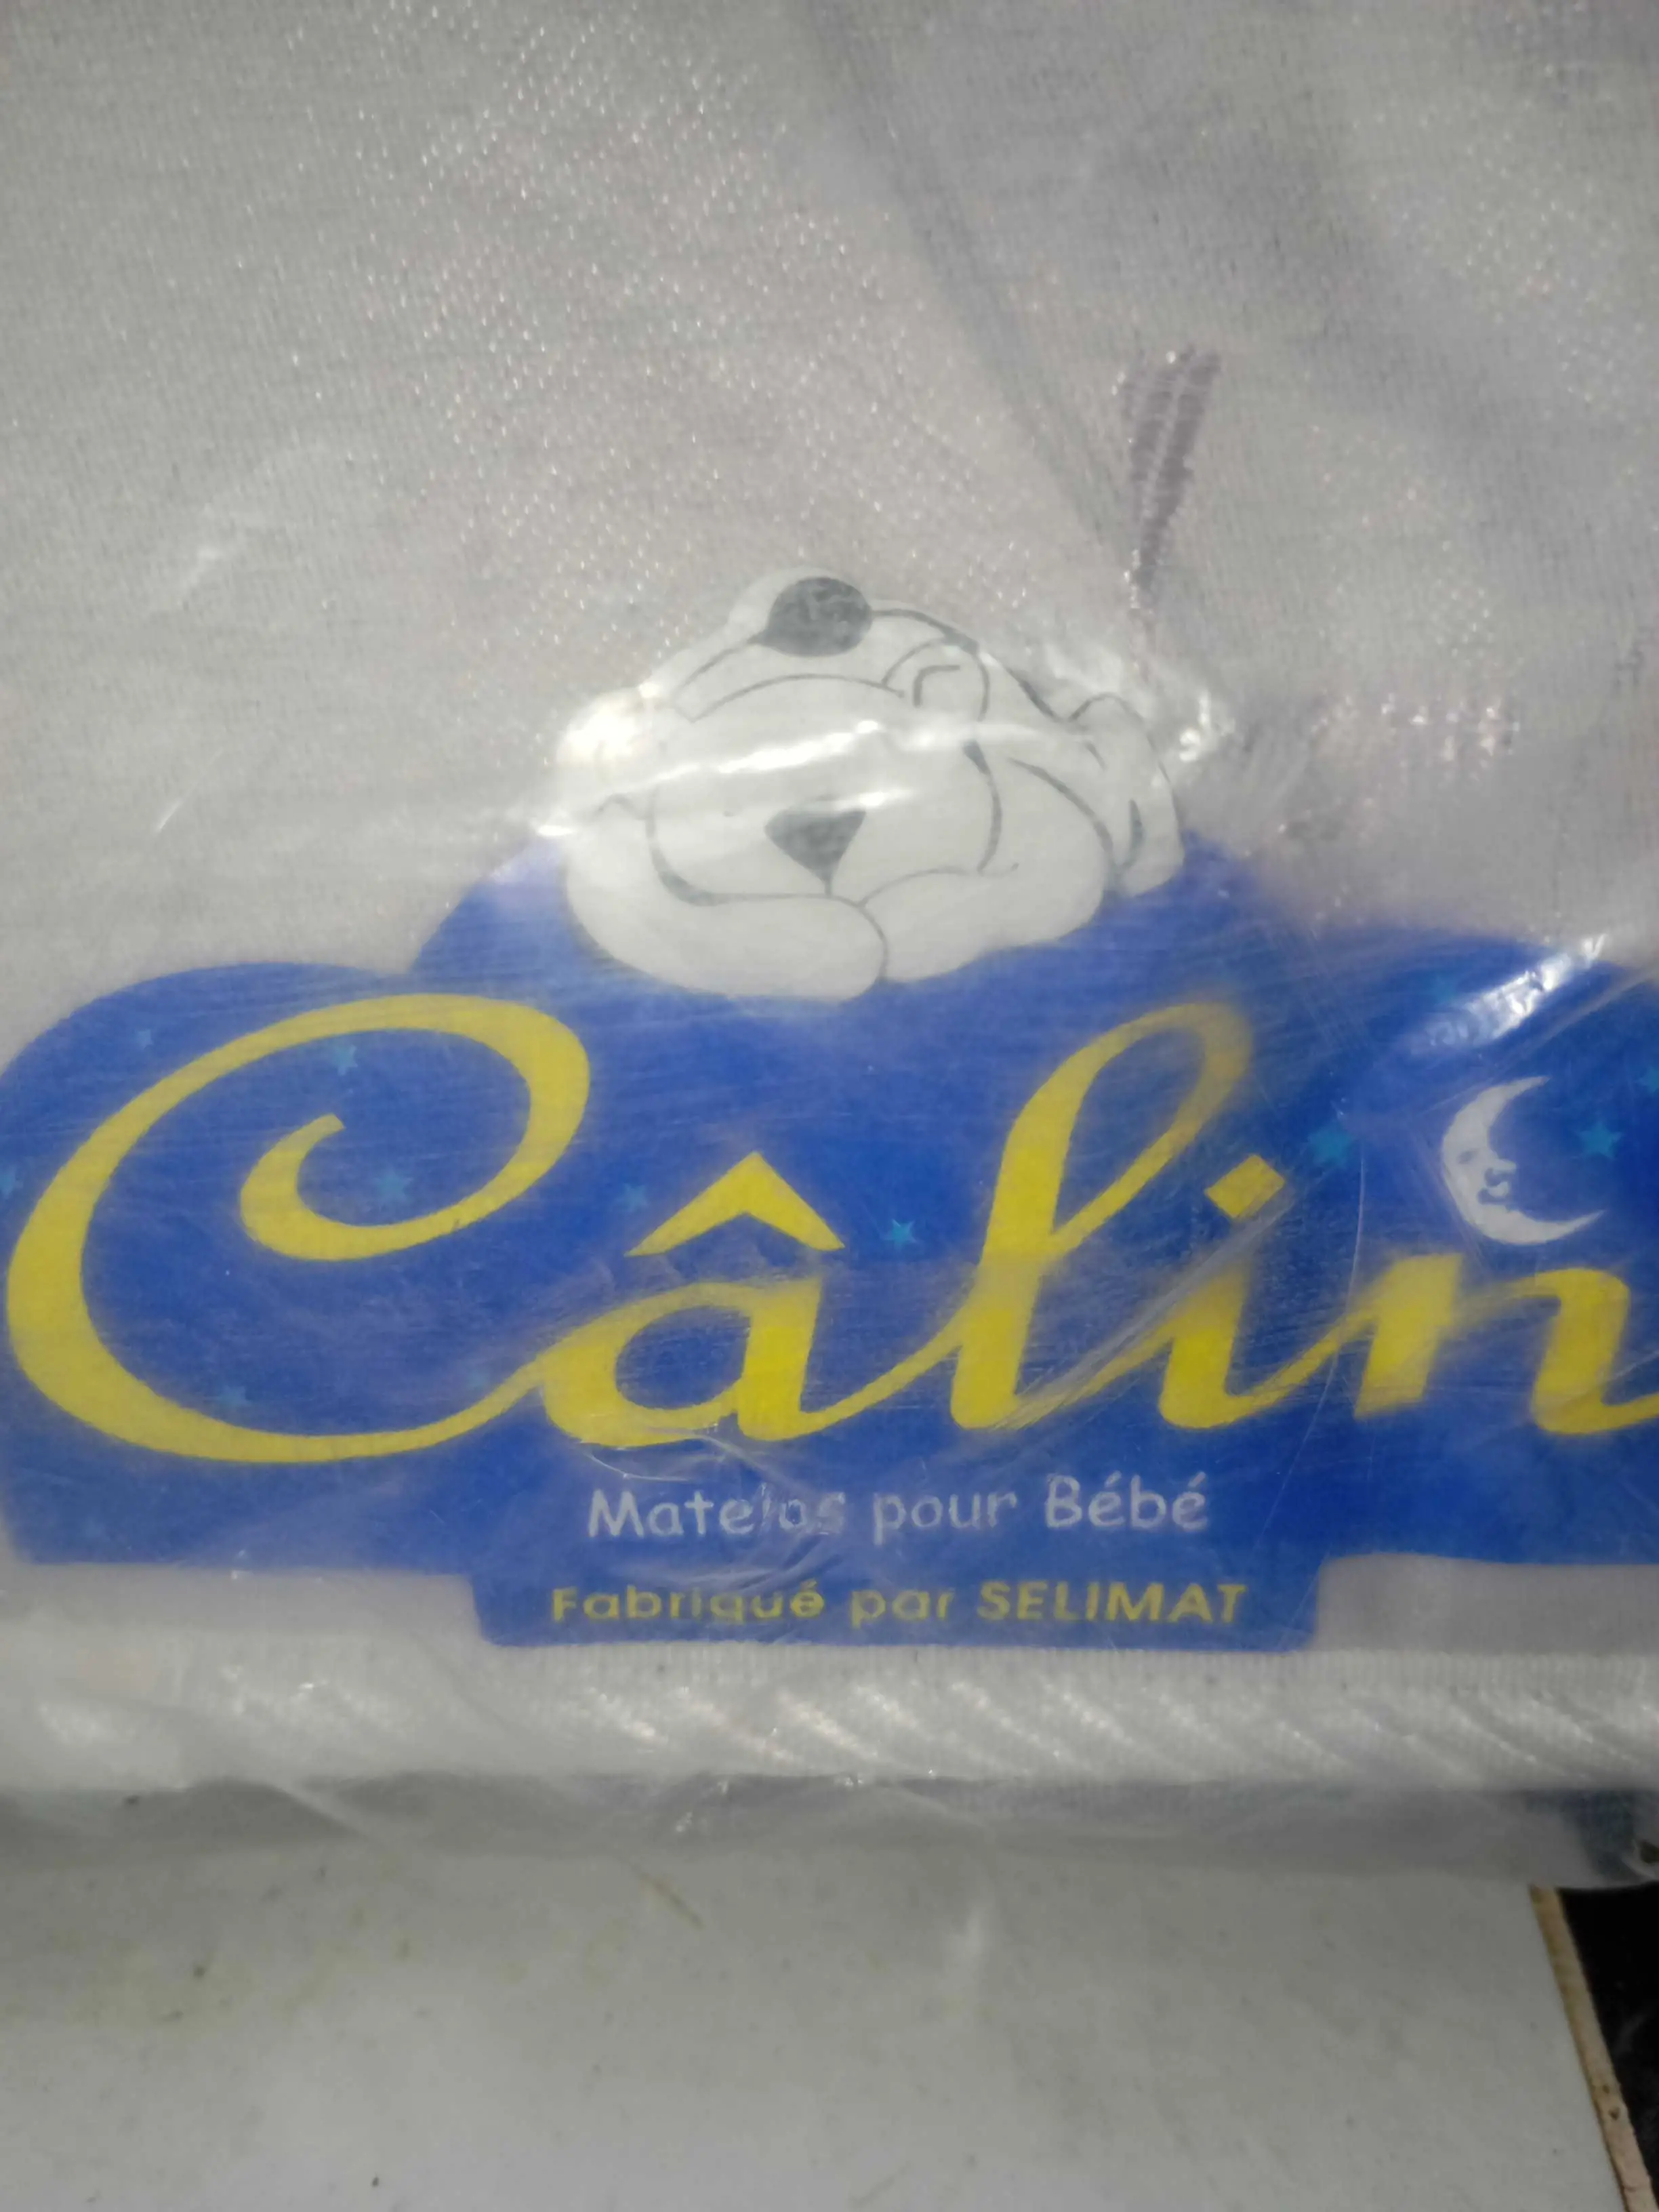 Câlin
Matelas pour Bébé
Fabriqué par SELIMAT